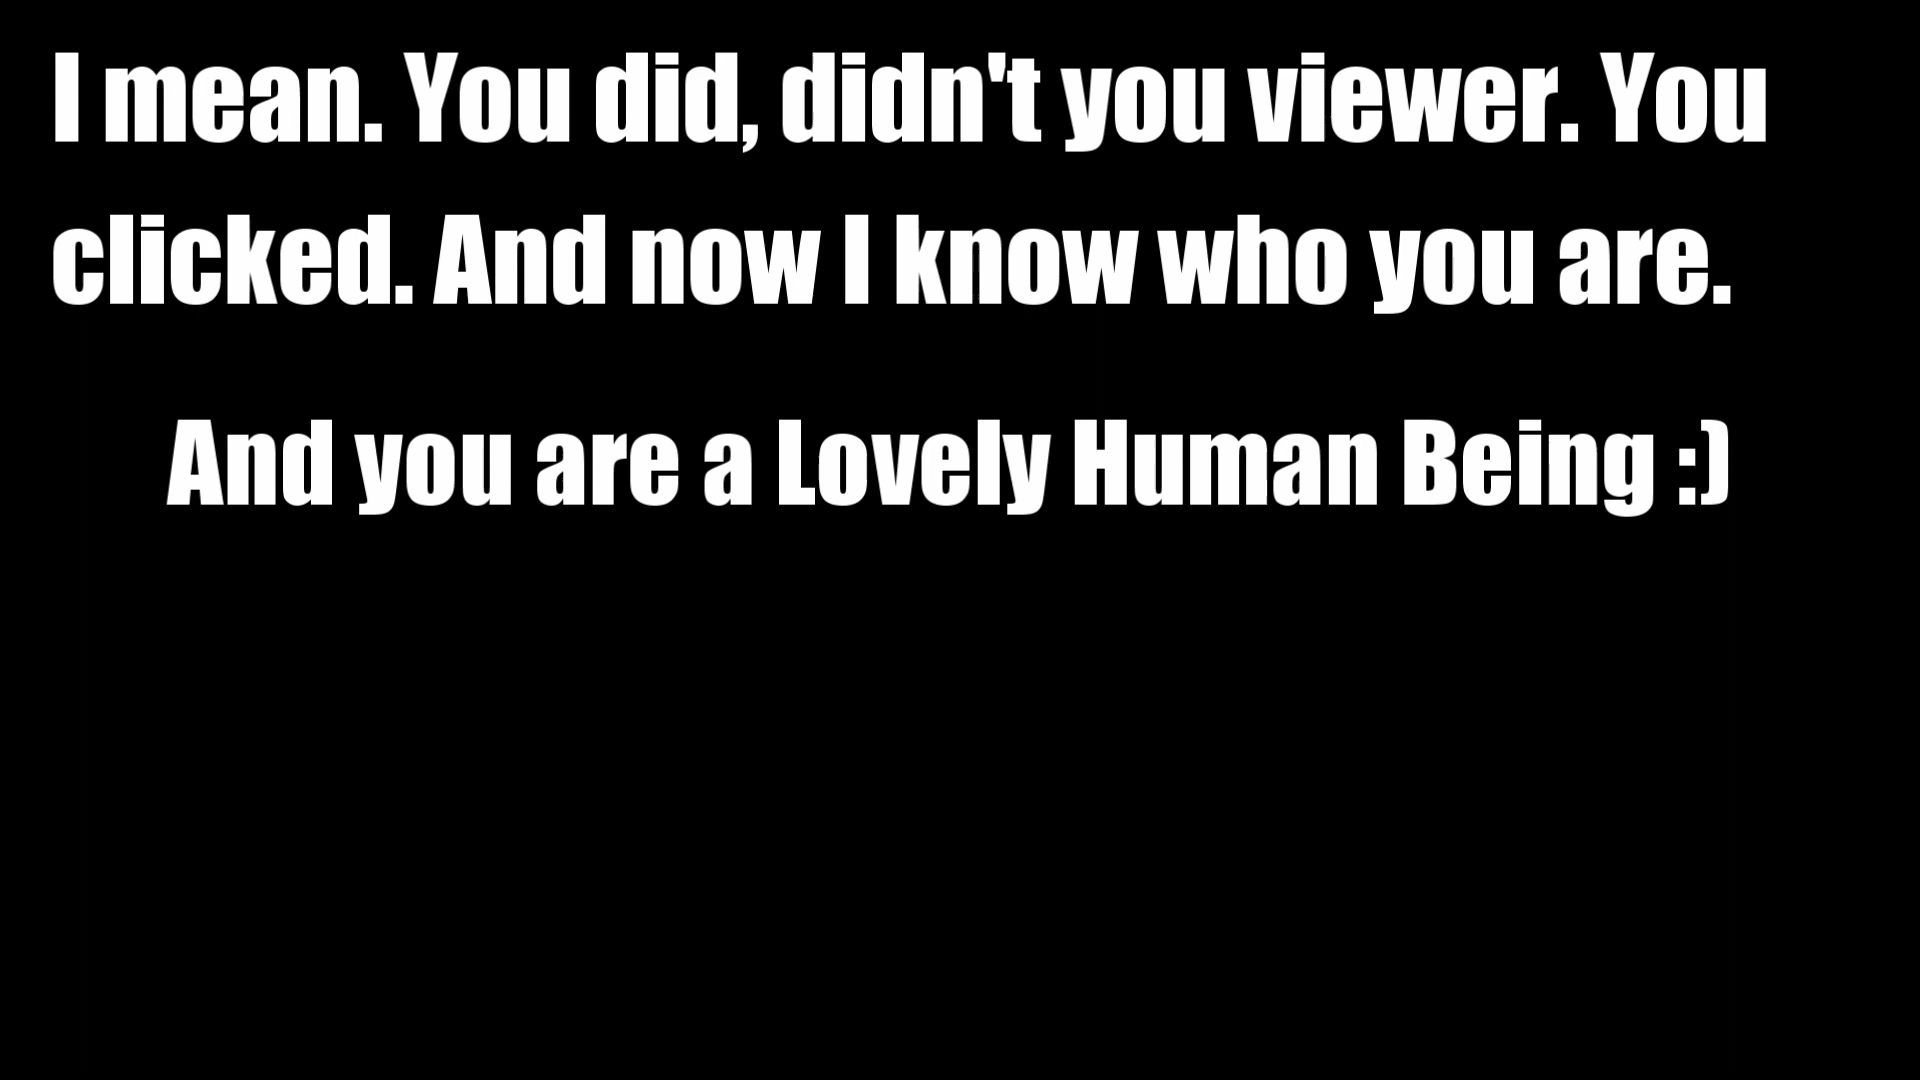 I mean. You did, didn't you viewer. You
clicked. And now I know who you are.
And you are a Lovely Human Being :)